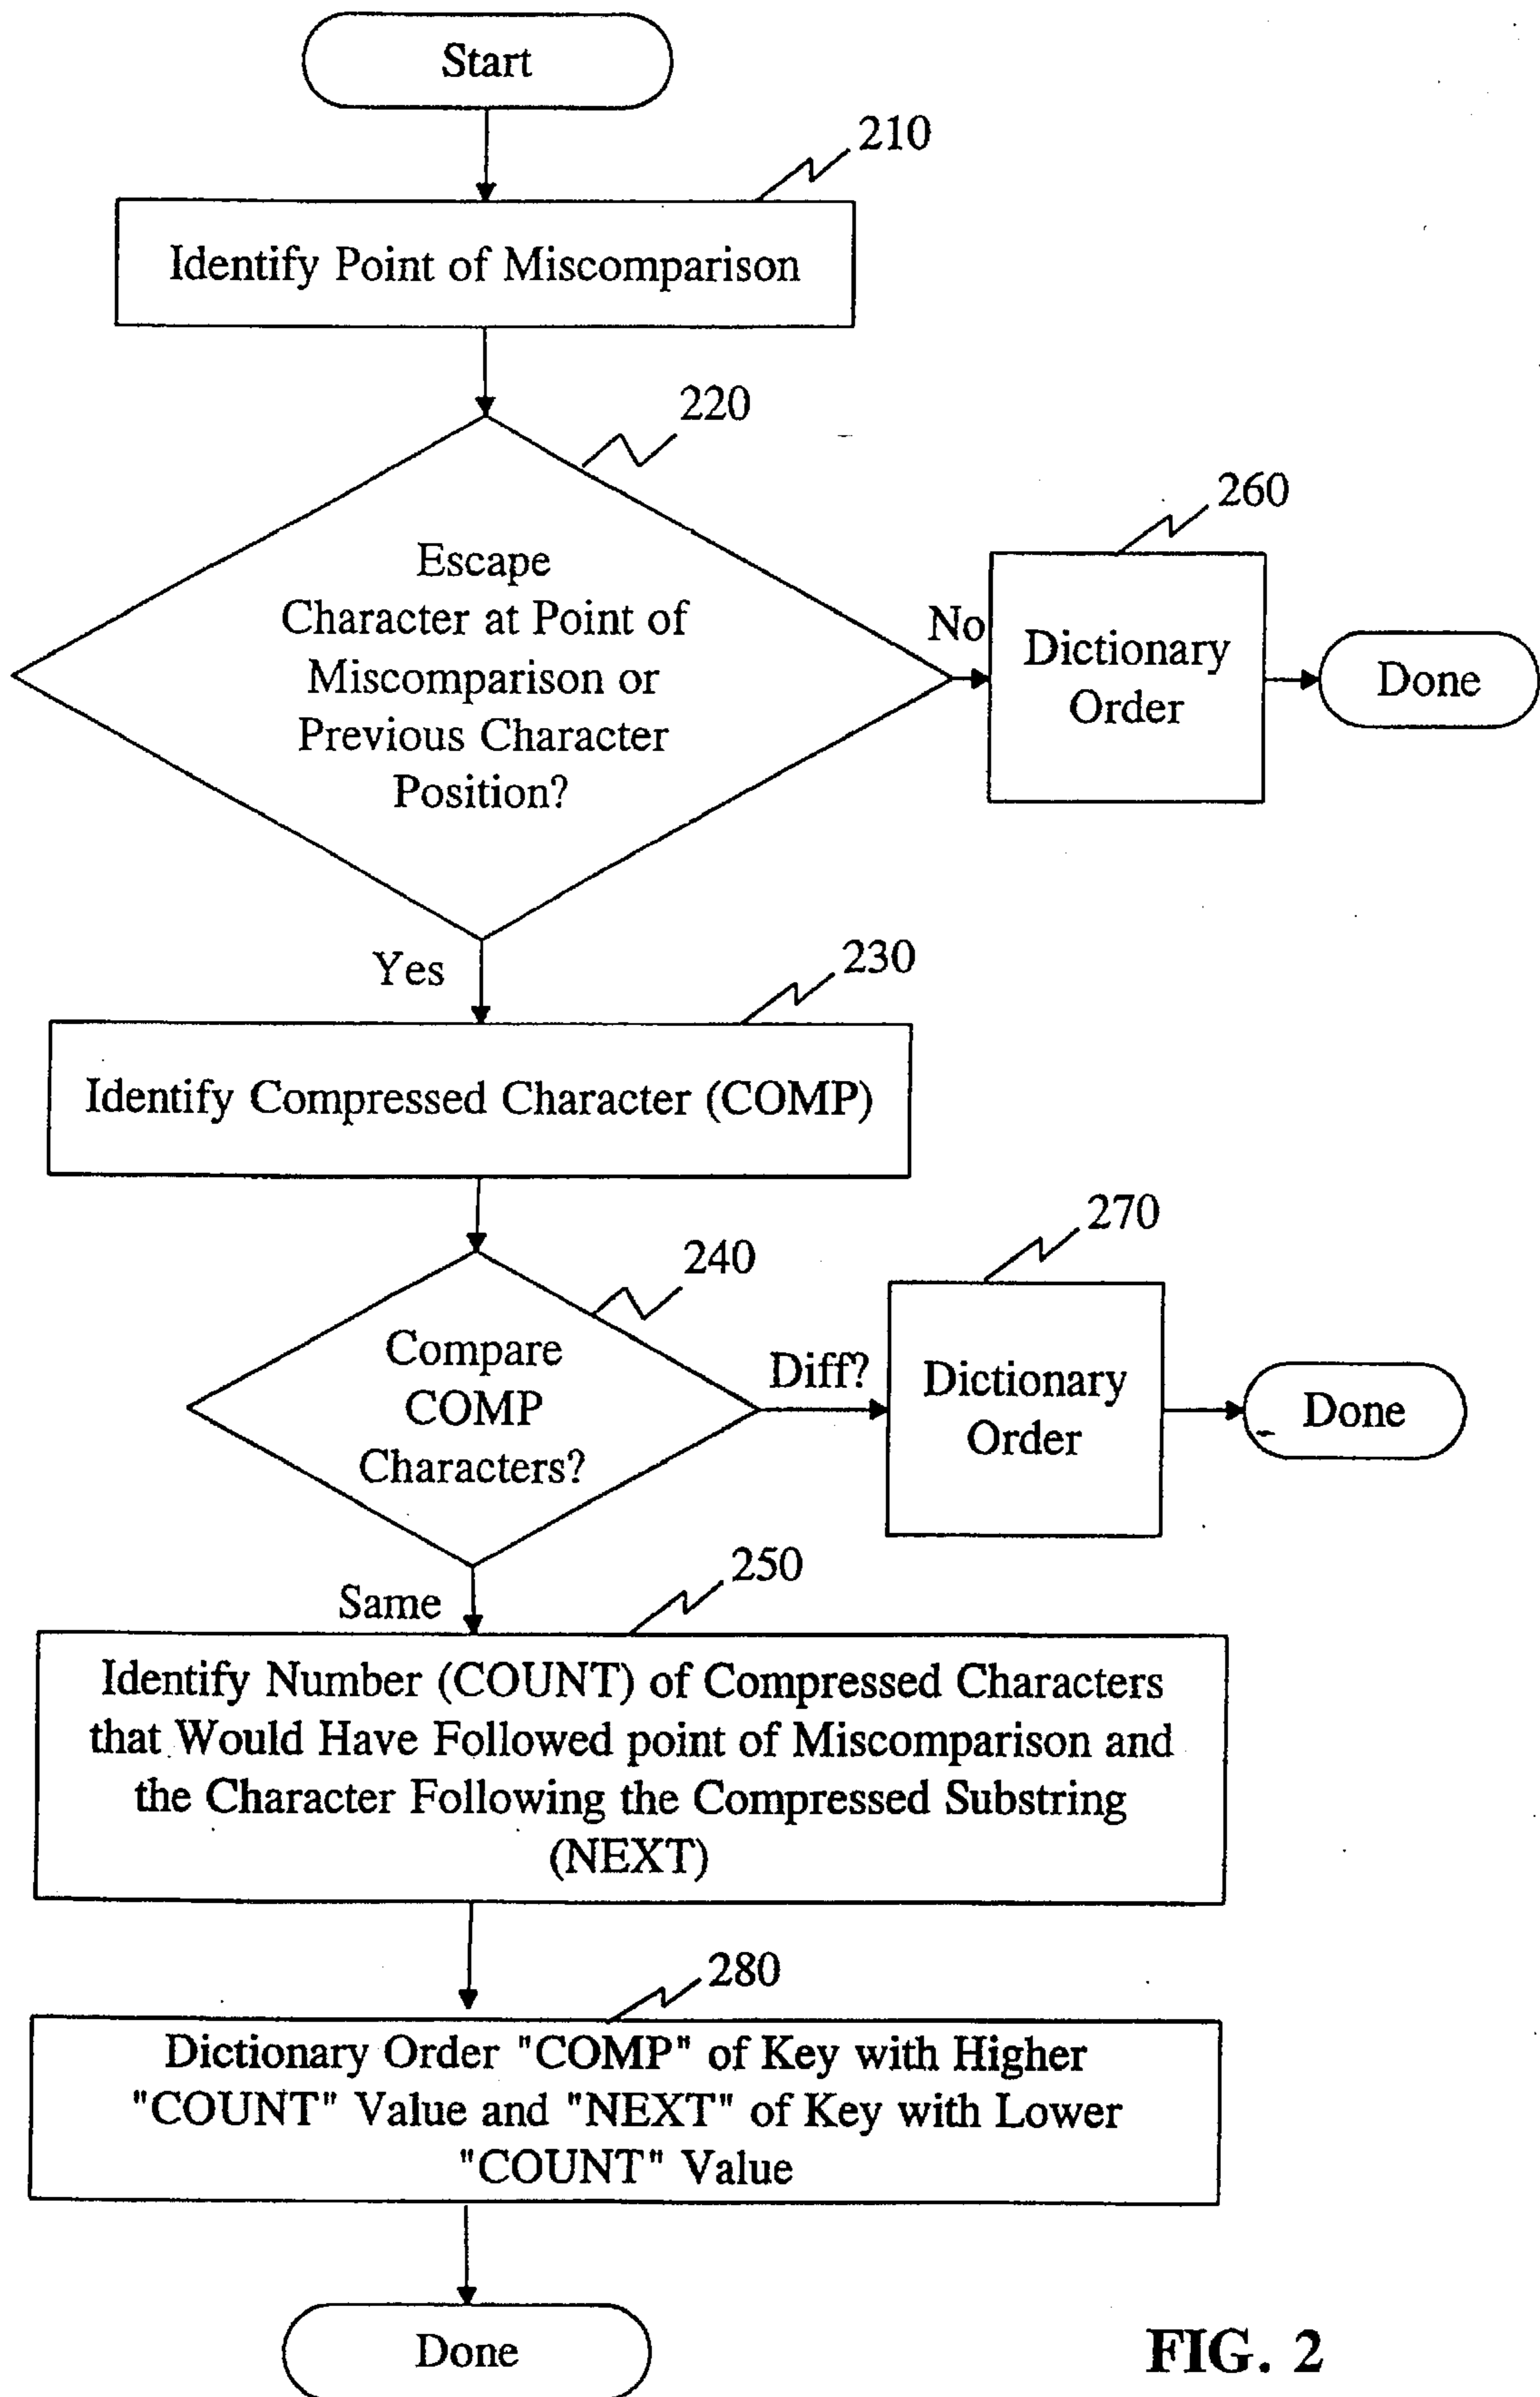 Start
210
Identify Point of Miscomparison
220
Escape
Character at Point of
Miscomparison or
Previous Character
Position?
No
260
Dictionary
Order
Done
Yes
230
Identify Compressed Character (COMP)
240
Compare
COMP
Characters?
Diff?
270
Dictionary
Order
Done
Same
250
Identify Number (COUNT) of Compressed Characters
that Would Have Followed point of Miscomparison and
the Character Following the Compressed Substring
(NEXT)
280
Dictionary Order "COMP" of Key with Higher
"COUNT" Value and "NEXT" of Key with Lower
"COUNT" Value
Done
FIG. 2